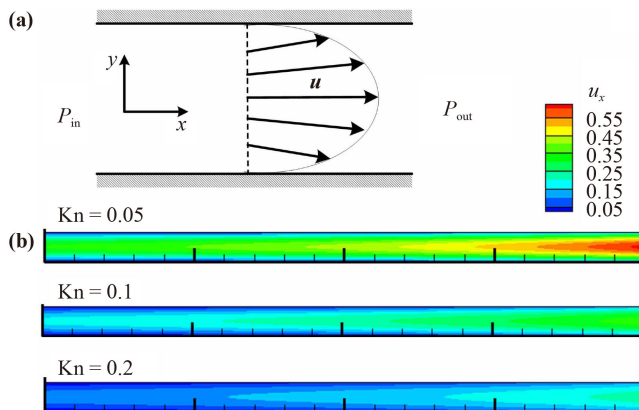 (a)
y
x
u
P_in
P_out
u_x
0.55
0.45
0.35
0.25
0.15
0.05
Kn = 0.05
(b)
Kn = 0.1
Kn = 0.2